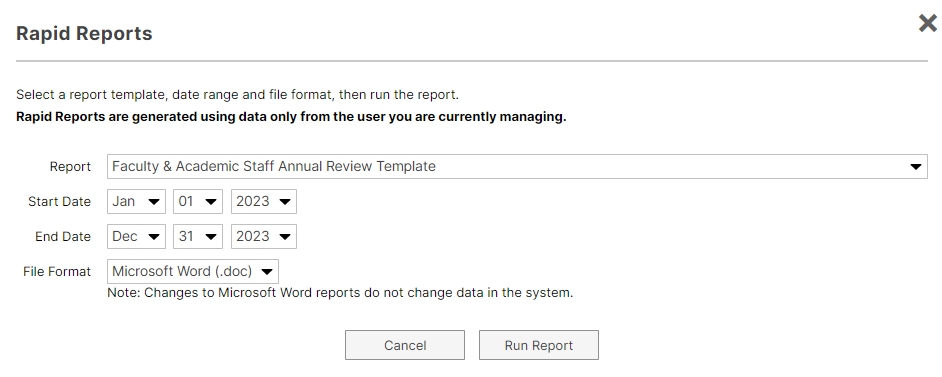 Rapid Reports
Select a report template, date range and file format, then run the report.
Rapid Reports are generated using data only from the user you are currently managing.
Report Faculty & Academic Staff Annual Review Template
Start Date Jan 01 2023
End Date Dec 31 2023
File Format Microsoft Word (.doc)
Note: Changes to Microsoft Word reports do not change data in the system.
Cancel Run Report